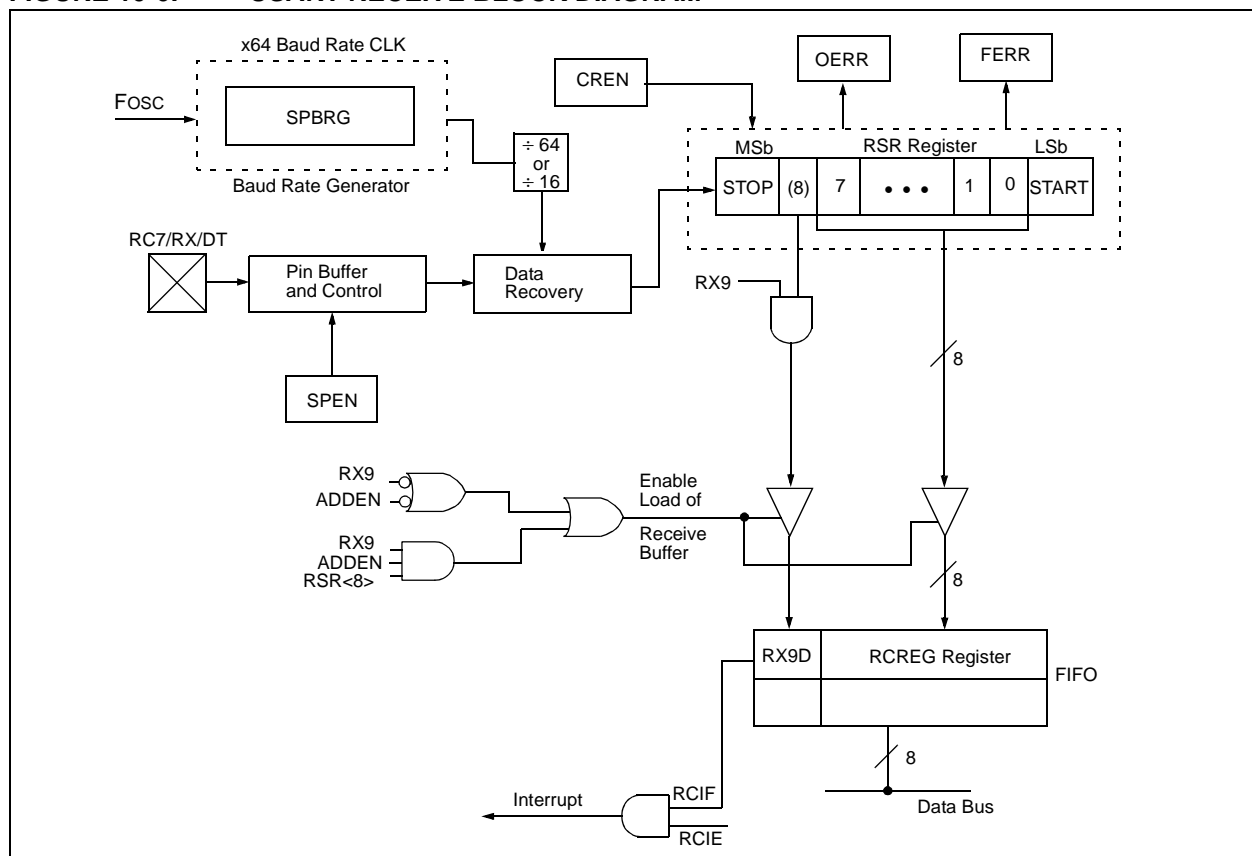 x64 Baud Rate CLK
FOSC
SPBRG
Baud Rate Generator
CREN
OERR
FERR
÷ 64
or
÷ 16
MSb
RSR Register
LSb
STOP
(8)
7
• • •
1
0
START
RC7/RX/DT
Pin Buffer
and Control
Data
Recovery
SPEN
RX9
8
RX9
ADDEN
RX9
ADDEN
RSR<8>
Enable
Load of
Receive
Buffer
8
RX9D
RCREG Register
FIFO
8
Data Bus
Interrupt
RCIF
RCIE